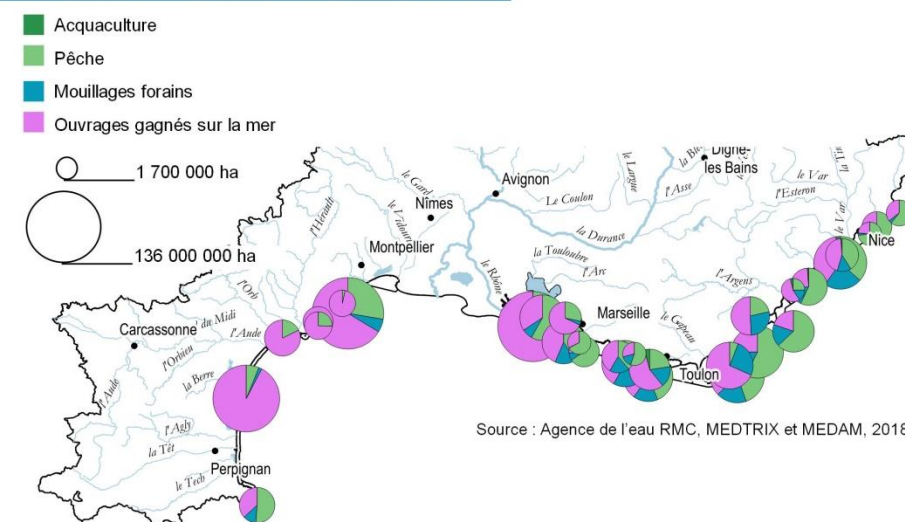 Acquaculture
Pêche
Mouillages forains
Ouvrages gagnés sur la mer
1 700 000 ha
136 000 000 ha
Digne-
les Bains
le Largue
l'Asse
le Var
l'Esteron
le Var
Avignon
le Gard
Nîmes
Le Coulon
la Durance
le Vidourle
l'Hérault
Montpellier
la Touloubre
le Rhône
l'Arc
l'Argens
Nice
l'Orb
Marseille
le Gapeau
Carcassonne
du Midi
l'Aude
l'Orbieu
la Berre
l'Aude
Toulon
l'Agly
la Têt
Perpignan
le Tech
Source : Agence de l'eau RMC, MEDTRIX et MEDAM, 2018